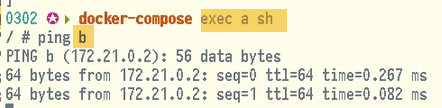 0302 ✪ docker-compose exec a sh
/ # ping b
PING b (172.21.0.2): 56 data bytes
64 bytes from 172.21.0.2: seq=0 ttl=64 time=0.267 ms
64 bytes from 172.21.0.2: seq=1 ttl=64 time=0.082 ms